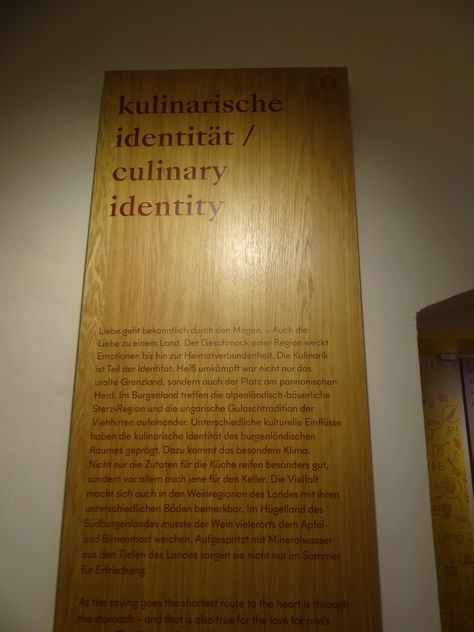 kulinarische
identität /
culinary
identity
Liebe geht bekanntlich durch den Magen. – Auch die
Liebe zu einem Land. Der Geschmack einer Region weckt
Emotionen bis hin zur Heimatverbundenheit. Die Kulinarik
ist Teil der Identität. Heiß umkämpft war nicht nur das
uralte Grenzland, sondern auch der Platz am pannonischen
Herd. Im Burgenland treffen die alpenländisch-bäuerliche
Sterz-Region und die ungarische Gulaschtradition der
Viehhirten aufeinander. Unterschiedliche kulturelle Einflüsse
haben die kulinarische Identität des burgenländischen
Raumes geprägt. Dazu kommt das besondere Klima.
Nicht nur die Zutaten für die Küche reifen besonders gut,
sondern vor allem auch jene für den Keller. Die Vielfalt
macht sich auch in den Weinregionen des Landes mit ihren
unterschiedlichen Böden bemerkbar. Im Hügelland des
Südburgenlandes musste der Wein vielerorts dem Apfel-
und Birnenmost weichen. Aufgespritzt mit Mineralwasser
aus den Tiefen des Landes sorgen sie nicht nur im Sommer
für Erfrischung.
As the saying goes the shortest route to the heart is through
the stomach – and that is also true for the love for one's